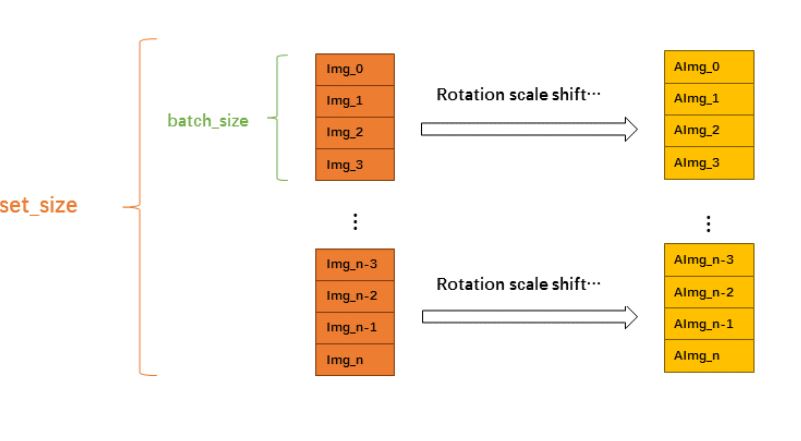 Img_0
Img_1
Img_2
Img_3
batch_size
Rotation scale shift…
AImg_0
AImg_1
AImg_2
AImg_3
set_size
⋮
⋮
Img_n-3
Img_n-2
Img_n-1
Img_n
Rotation scale shift…
AImg_n-3
AImg_n-2
AImg_n-1
AImg_n